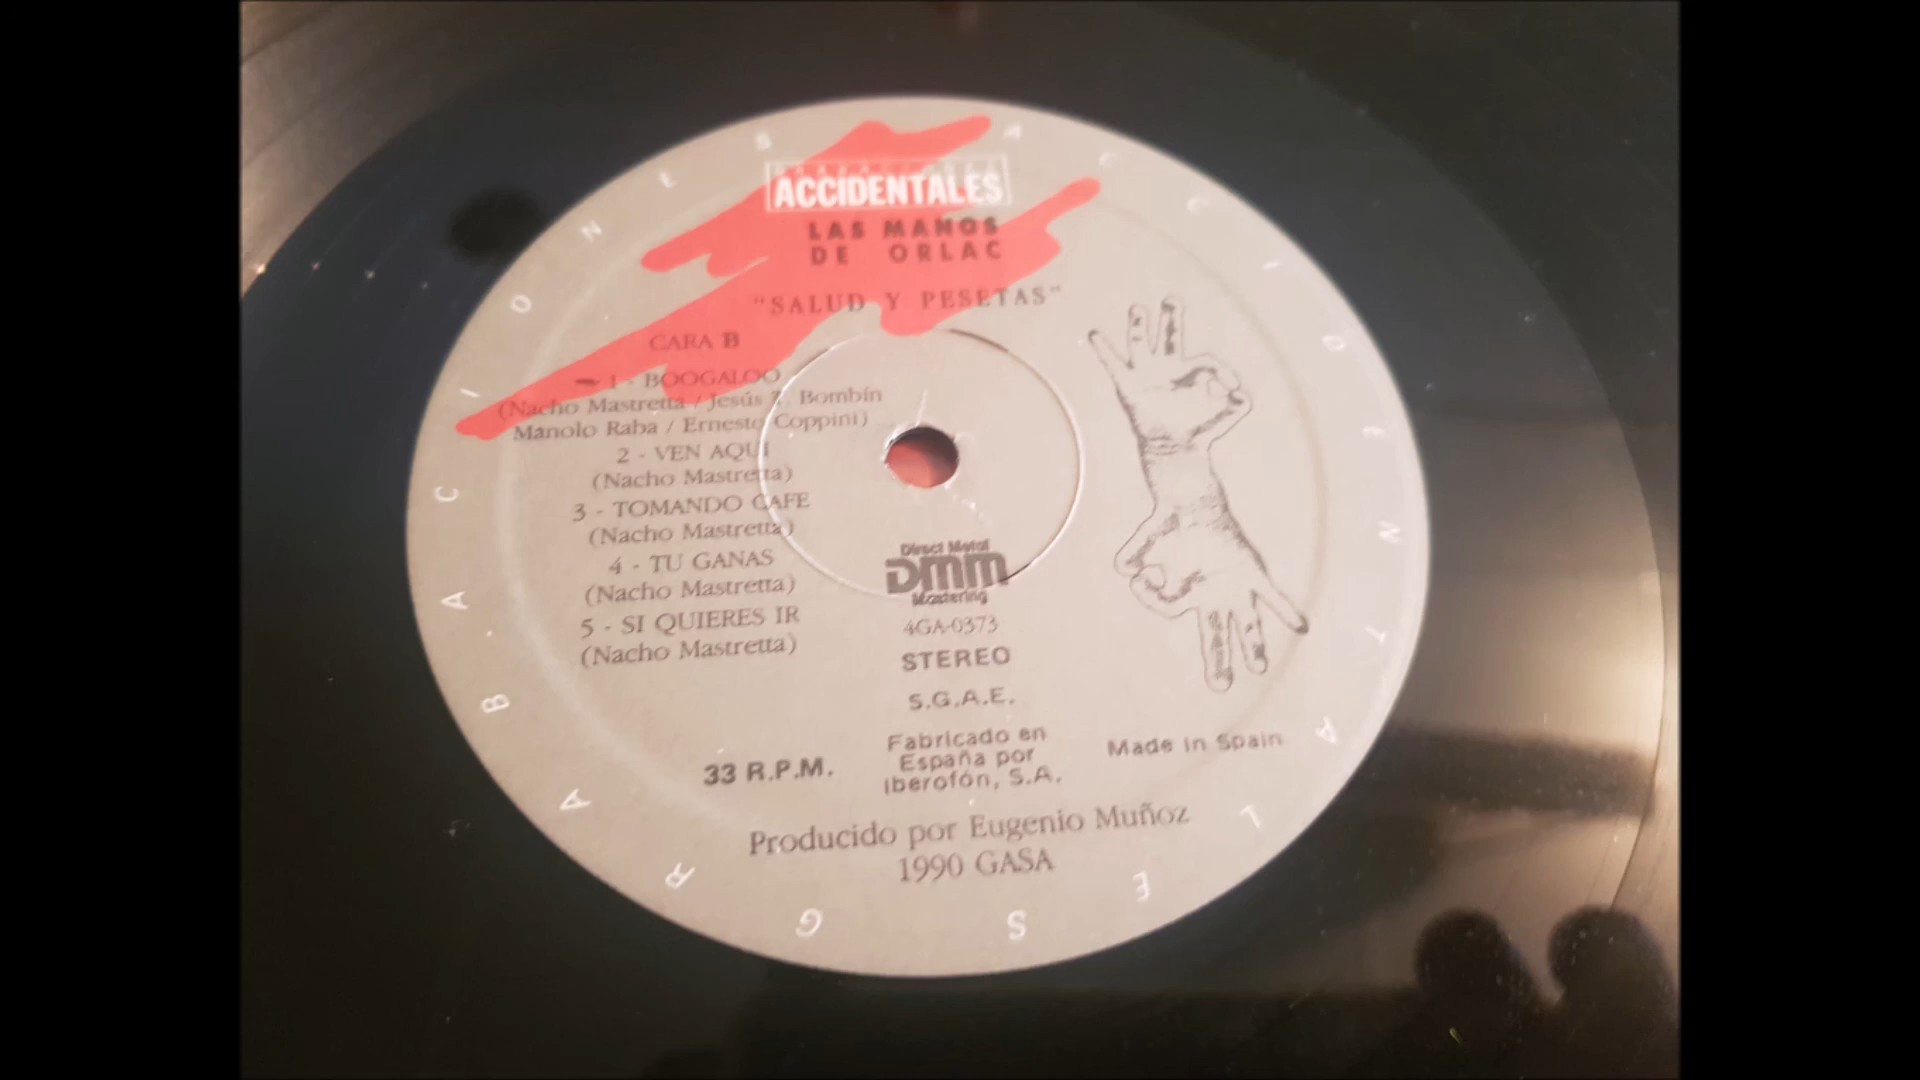 GRABACIONES ACCIDENTALES
GRABACIONES
ACCIDENTALES
LAS MANOS
DE ORLAC
"SALUD Y PESETAS"
CARA B
1 - BOOGALOO
(Nacho Mastretta / Jesús R. Bombín
Manolo Raba / Ernesto Coppini)
2 - VEN AQUI
(Nacho Mastretta)
3 - TOMANDO CAFE
(Nacho Mastretta)
4 - TU GANAS
(Nacho Mastretta)
5 - SI QUIERES IR
(Nacho Mastretta)
Direct Metal
DMM
Mastering
4GA-0373
STEREO
S.G.A.E.
33 R.P.M.
Fabricado en
España por
Iberofón, S.A.
Made in Spain
Producido por Eugenio Muñoz
1990 GASA